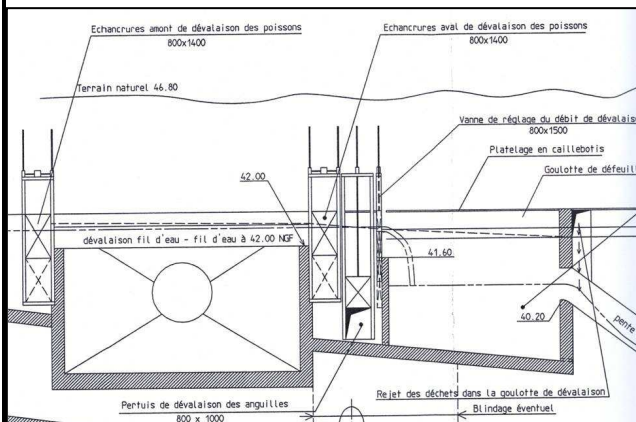 Echancrures amont de dévalaison des poissons
800x1400
Echancrures aval de dévalaison des poissons
800x1400
Terrain naturel 46.80
Vanne de réglage du débit de dévalais
800x1500
Platelage en caillebotis
Goulotte de défeuill
42.00
dévalaison fil d'eau - fil d'eau à 42.00 NGF
41.60
40.20
pente
Rejet des déchets dans la goulotte de dévalaison
Pertuis de dévalaison des anguilles
800 x 1000
Blindage éventuel